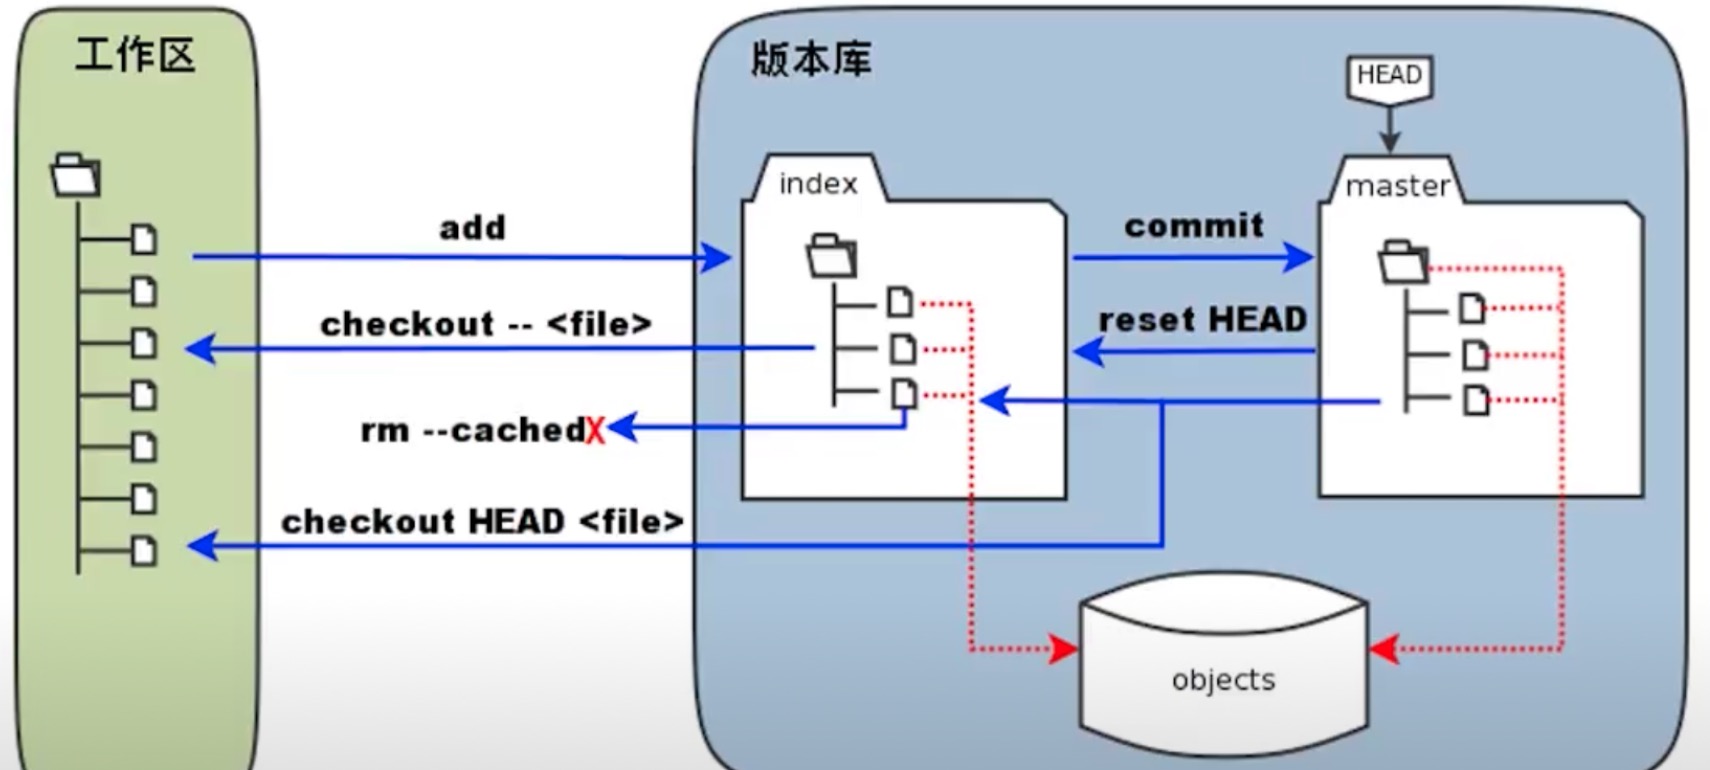 工作区
版本库
HEAD
index
master
add
commit
checkout -- <file>
reset HEAD
rm --cachedX
checkout HEAD <file>
objects